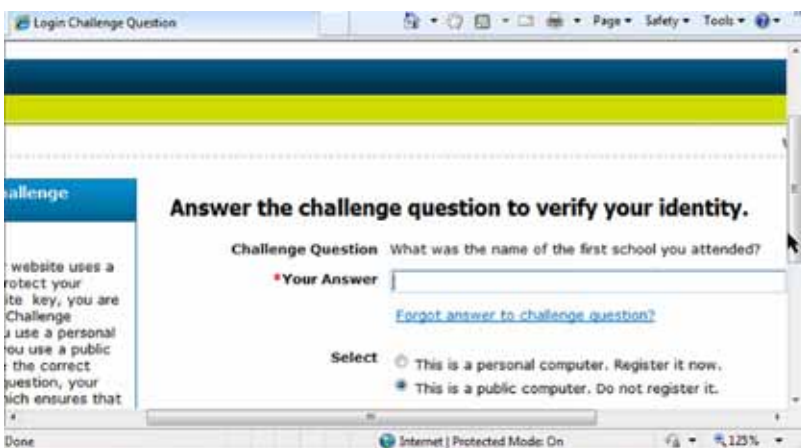 Login Challenge Question
Page Safety Tools
allenge
Answer the challenge question to verify your identity.
Challenge Question What was the name of the first school you attended?
*Your Answer
Forgot answer to challenge question?
Select
This is a personal computer. Register it now.
This is a public computer. Do not register it.
website uses a
rotect your
ite key, you are
Challenge
u use a personal
ou use a public
the correct
question, your
hich ensures that
Done
Internet | Protected Mode: On
125%